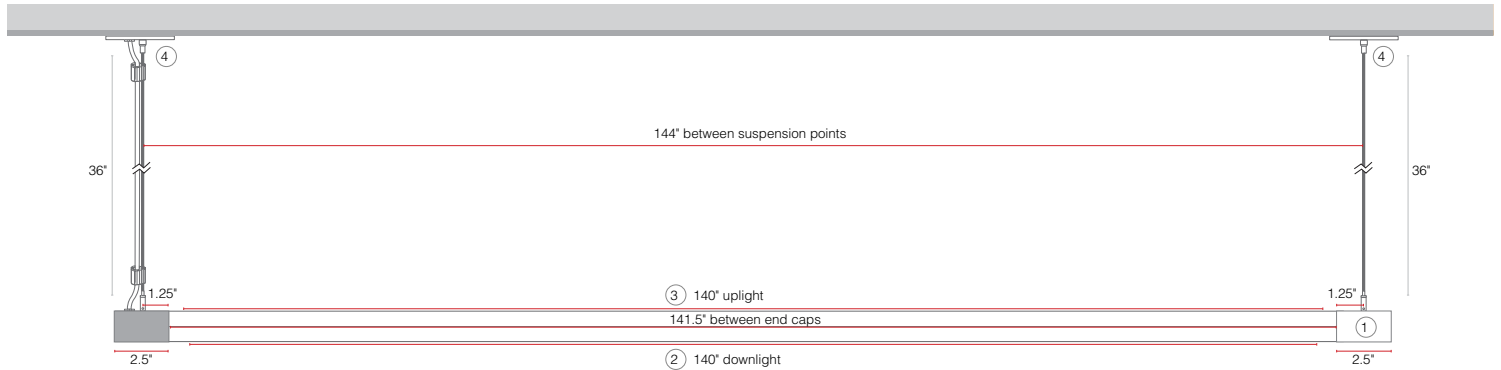 4
4
144" between suspension points
36"
36"
1.25"
3 140" uplight
1.25"
141.5" between end caps
1
2.5"
2 140" downlight
2.5"